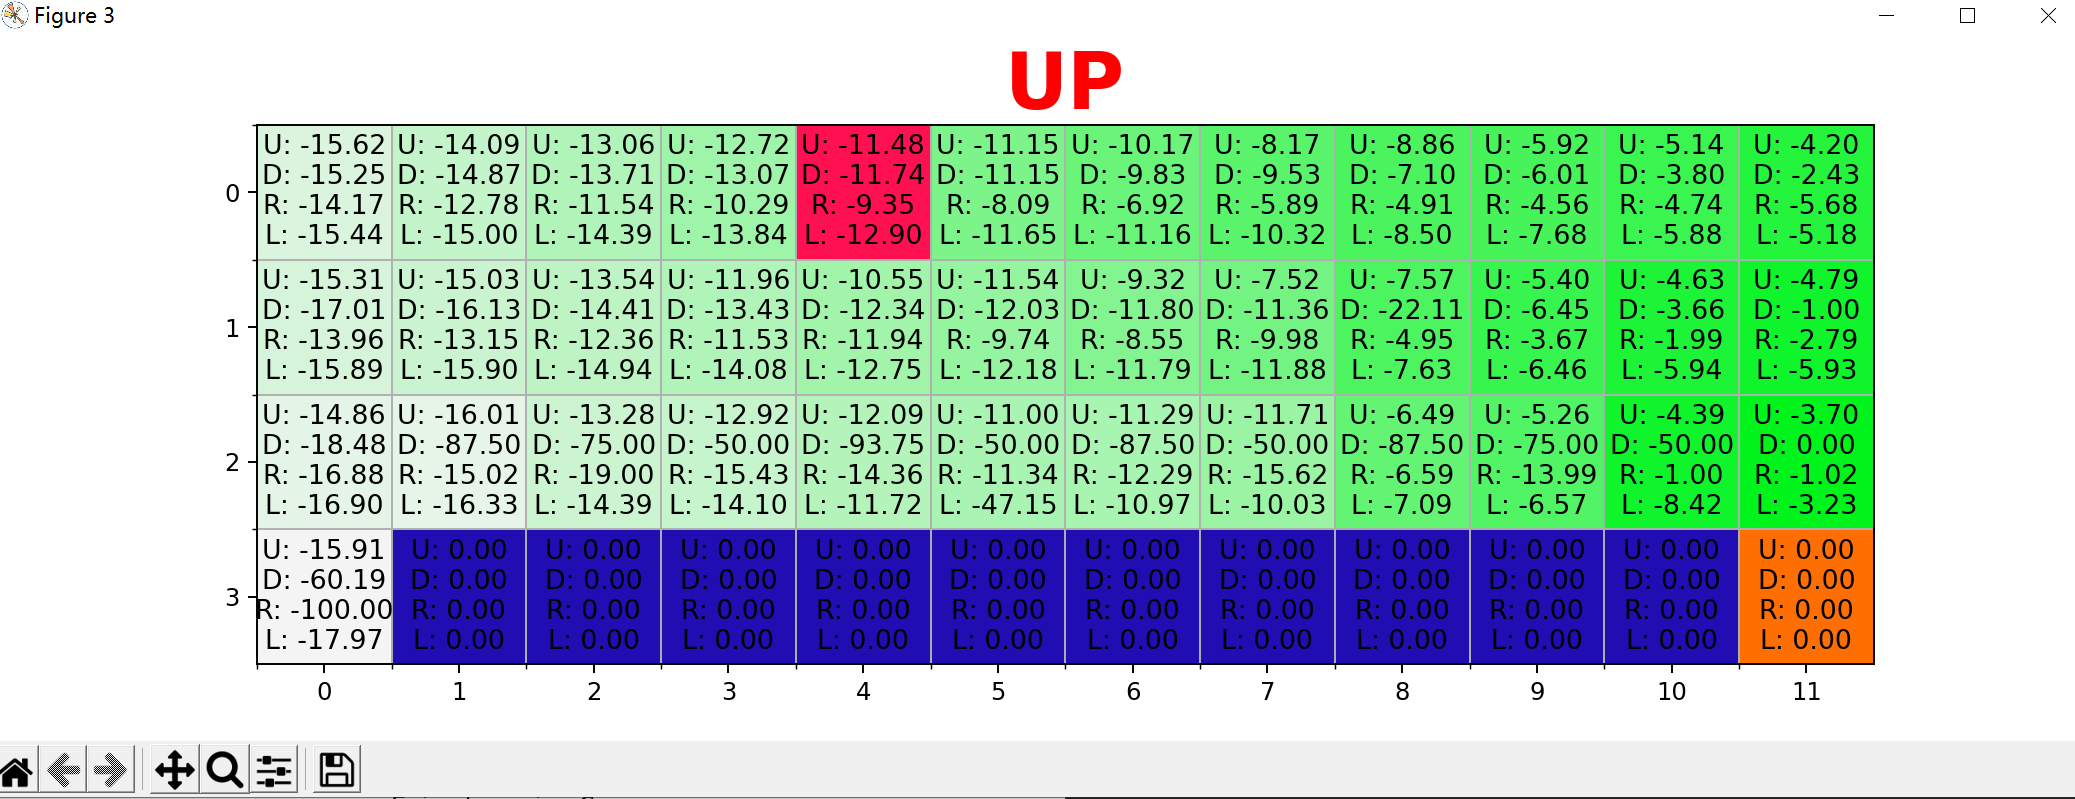 Figure 3
UP
U: -15.62 U: -14.09 U: -13.06 U: -12.72 U: -11.48 U: -11.15 U: -10.17 U: -8.17 U: -8.86 U: -5.92 U: -5.14 U: -4.20
D: -15.25 D: -14.87 D: -13.71 D: -13.07 D: -11.74 D: -11.15 D: -9.83 D: -9.53 D: -7.10 D: -6.01 D: -3.80 D: -2.43
0
R: -14.17 R: -12.78 R: -11.54 R: -10.29 R: -9.35 R: -8.09 R: -6.92 R: -5.89 R: -4.91 R: -4.56 R: -4.74 R: -5.68
L: -15.44 L: -15.00 L: -14.39 L: -13.84 L: -12.90 L: -11.65 L: -11.16 L: -10.32 L: -8.50 L: -7.68 L: -5.88 L: -5.18
U: -15.31 U: -15.03 U: -13.54 U: -11.96 U: -10.55 U: -11.54 U: -9.32 U: -7.52 U: -7.57 U: -5.40 U: -4.63 U: -4.79
D: -17.01 D: -16.13 D: -14.41 D: -13.43 D: -12.34 D: -12.03 D: -11.80 D: -11.36 D: -22.11 D: -6.45 D: -3.66 D: -1.00
1
R: -13.96 R: -13.15 R: -12.36 R: -11.53 R: -11.94 R: -9.74 R: -8.55 R: -9.98 R: -4.95 R: -3.67 R: -1.99 R: -2.79
L: -15.89 L: -15.90 L: -14.94 L: -14.08 L: -12.75 L: -12.18 L: -11.79 L: -11.88 L: -7.63 L: -6.46 L: -5.94 L: -5.93
U: -14.86 U: -16.01 U: -13.28 U: -12.92 U: -12.09 U: -11.00 U: -11.29 U: -11.71 U: -6.49 U: -5.26 U: -4.39 U: -3.70
D: -18.48 D: -87.50 D: -75.00 D: -50.00 D: -93.75 D: -50.00 D: -87.50 D: -50.00 D: -87.50 D: -75.00 D: -50.00 D: 0.00
2
R: -16.88 R: -15.02 R: -19.00 R: -15.43 R: -14.36 R: -11.34 R: -12.29 R: -15.62 R: -6.59 R: -13.99 R: -1.00 R: -1.02
L: -16.90 L: -16.33 L: -14.39 L: -14.10 L: -11.72 L: -47.15 L: -10.97 L: -10.03 L: -7.09 L: -6.57 L: -8.42 L: -3.23
U: -15.91 U: 0.00 U: 0.00 U: 0.00 U: 0.00 U: 0.00 U: 0.00 U: 0.00 U: 0.00 U: 0.00 U: 0.00 U: 0.00
D: -60.19 D: 0.00 D: 0.00 D: 0.00 D: 0.00 D: 0.00 D: 0.00 D: 0.00 D: 0.00 D: 0.00 D: 0.00 D: 0.00
3
R: -100.00 R: 0.00 R: 0.00 R: 0.00 R: 0.00 R: 0.00 R: 0.00 R: 0.00 R: 0.00 R: 0.00 R: 0.00 R: 0.00
L: -17.97 L: 0.00 L: 0.00 L: 0.00 L: 0.00 L: 0.00 L: 0.00 L: 0.00 L: 0.00 L: 0.00 L: 0.00 L: 0.00
0 1 2 3 4 5 6 7 8 9 10 11